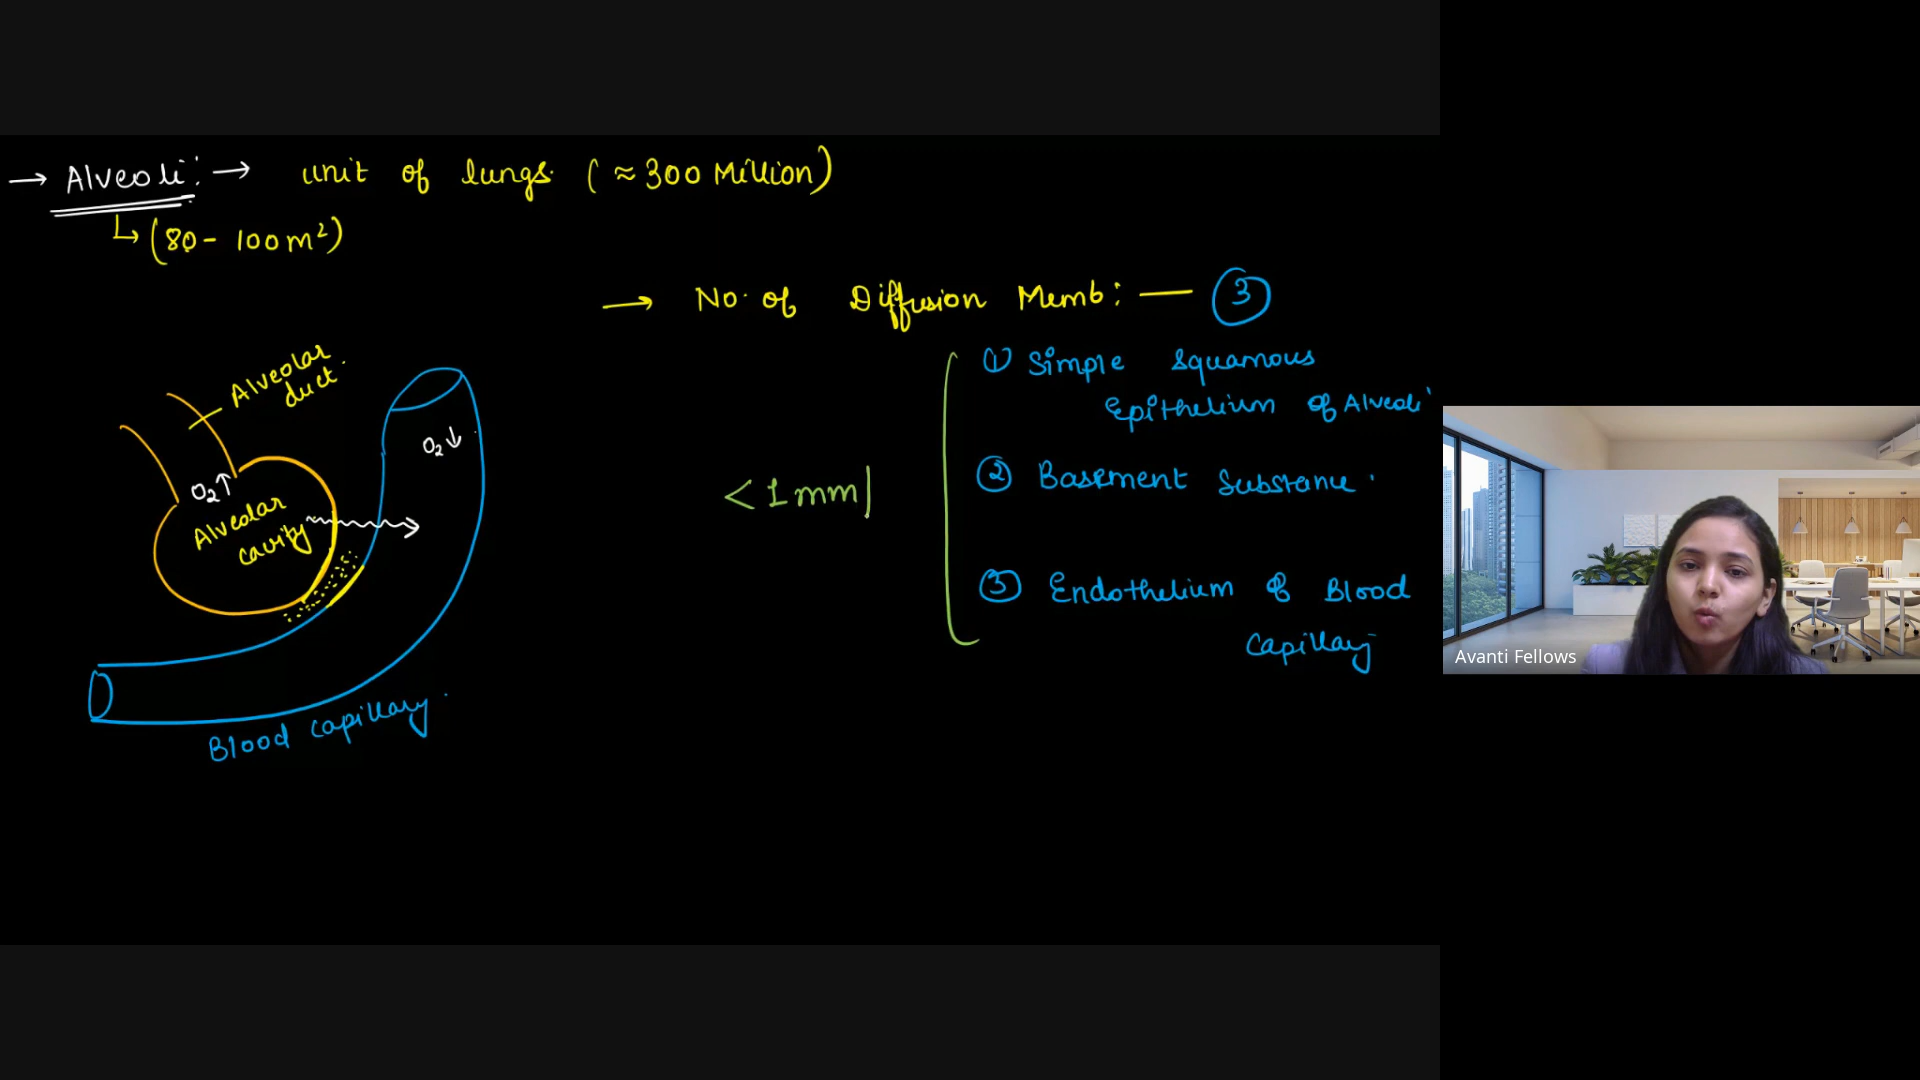 → Alveoli: → unit of lungs. (≈ 300 Million)
↳ (80 - 100 m²)
→ No. of Diffusion Memb: — 3
① Simple Squamous
Epithelium of Alveoli
② Basement Substance.
③ Endothelium of Blood
Capillary
< 1 mm
Alveolar
duct.
O₂↓
O₂↑
Alveolar
cavity
Blood capillary.
Avanti Fellows